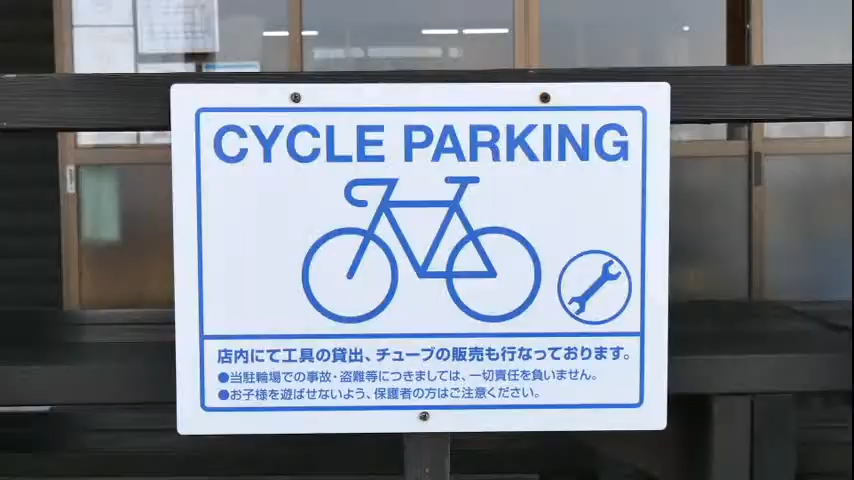 CYCLE PARKING
店内にて工具の貸出、チューブの販売も行なっております。
●当駐輪場での事故・盗難等につきましては、一切責任を負いません。
●お子様を遊ばせないよう、保護者の方はご注意ください。